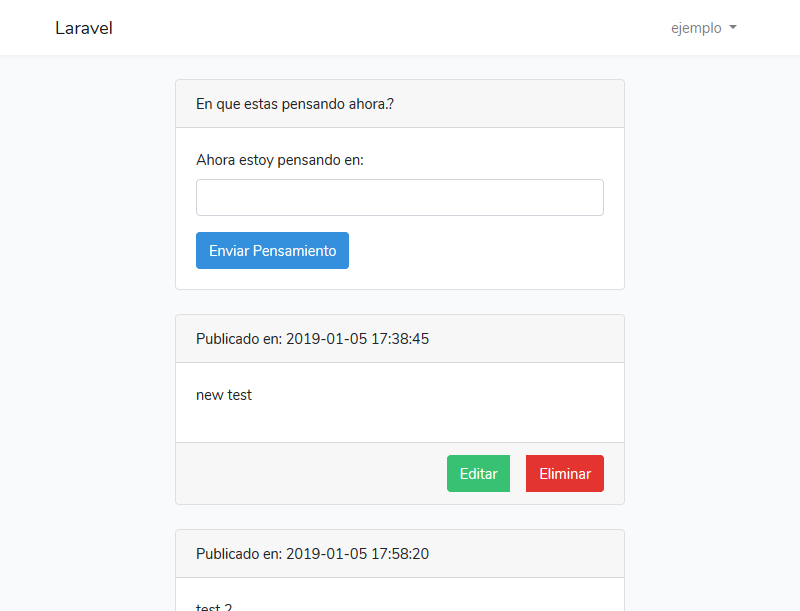 Laravel
ejemplo
En que estas pensando ahora.?
Ahora estoy pensando en:
Enviar Pensamiento
Publicado en: 2019-01-05 17:38:45
new test
Editar
Eliminar
Publicado en: 2019-01-05 17:58:20
test 2